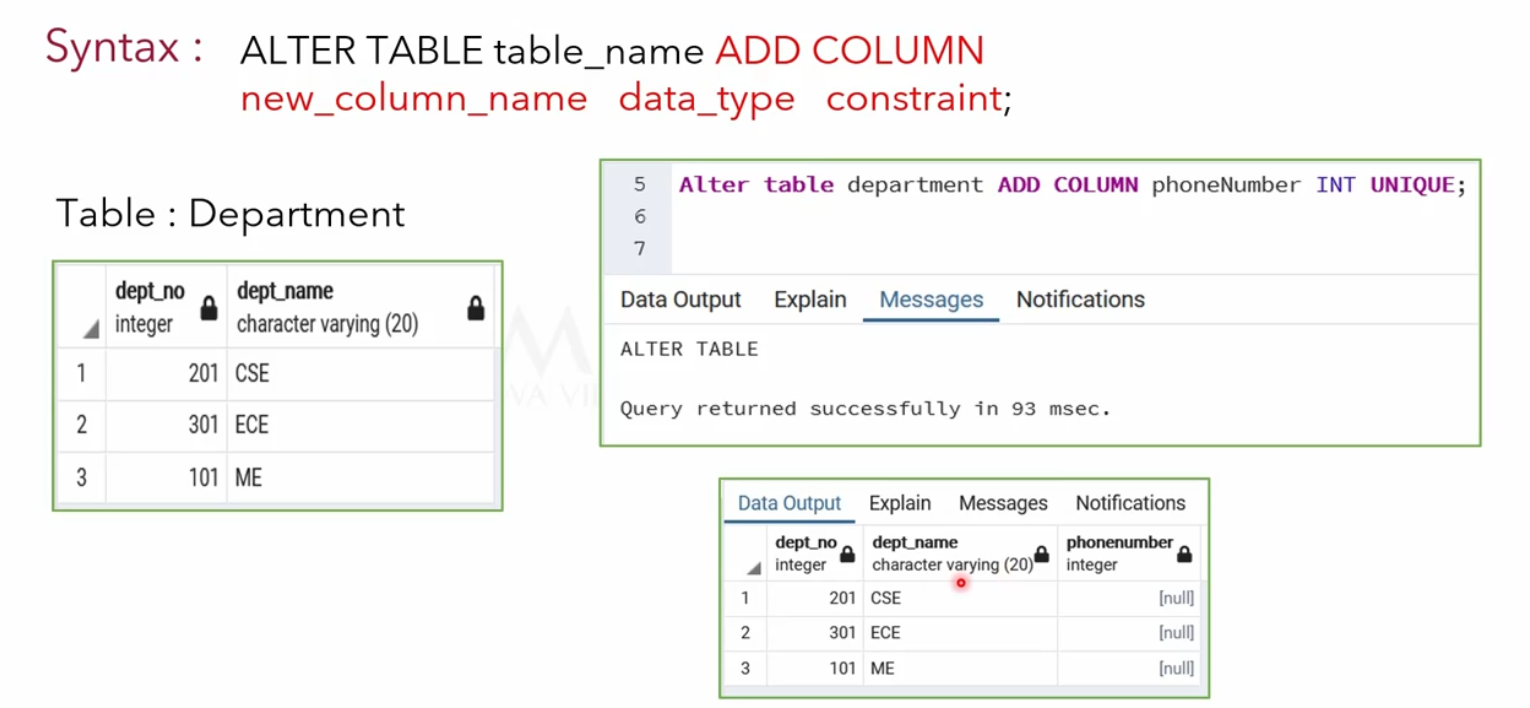 Syntax : ALTER TABLE table_name ADD COLUMN
new_column_name data_type constraint;
Table : Department
dept_no
integer
dept_name
character varying (20)
1 201 CSE
2 301 ECE
3 101 ME
5 Alter table department ADD COLUMN phoneNumber INT UNIQUE;
6
7
Data Output Explain Messages Notifications
ALTER TABLE
Query returned successfully in 93 msec.
Data Output Explain Messages Notifications
dept_no
integer
dept_name
character varying (20)
phonenumber
integer
1 201 CSE [null]
2 301 ECE [null]
3 101 ME [null]